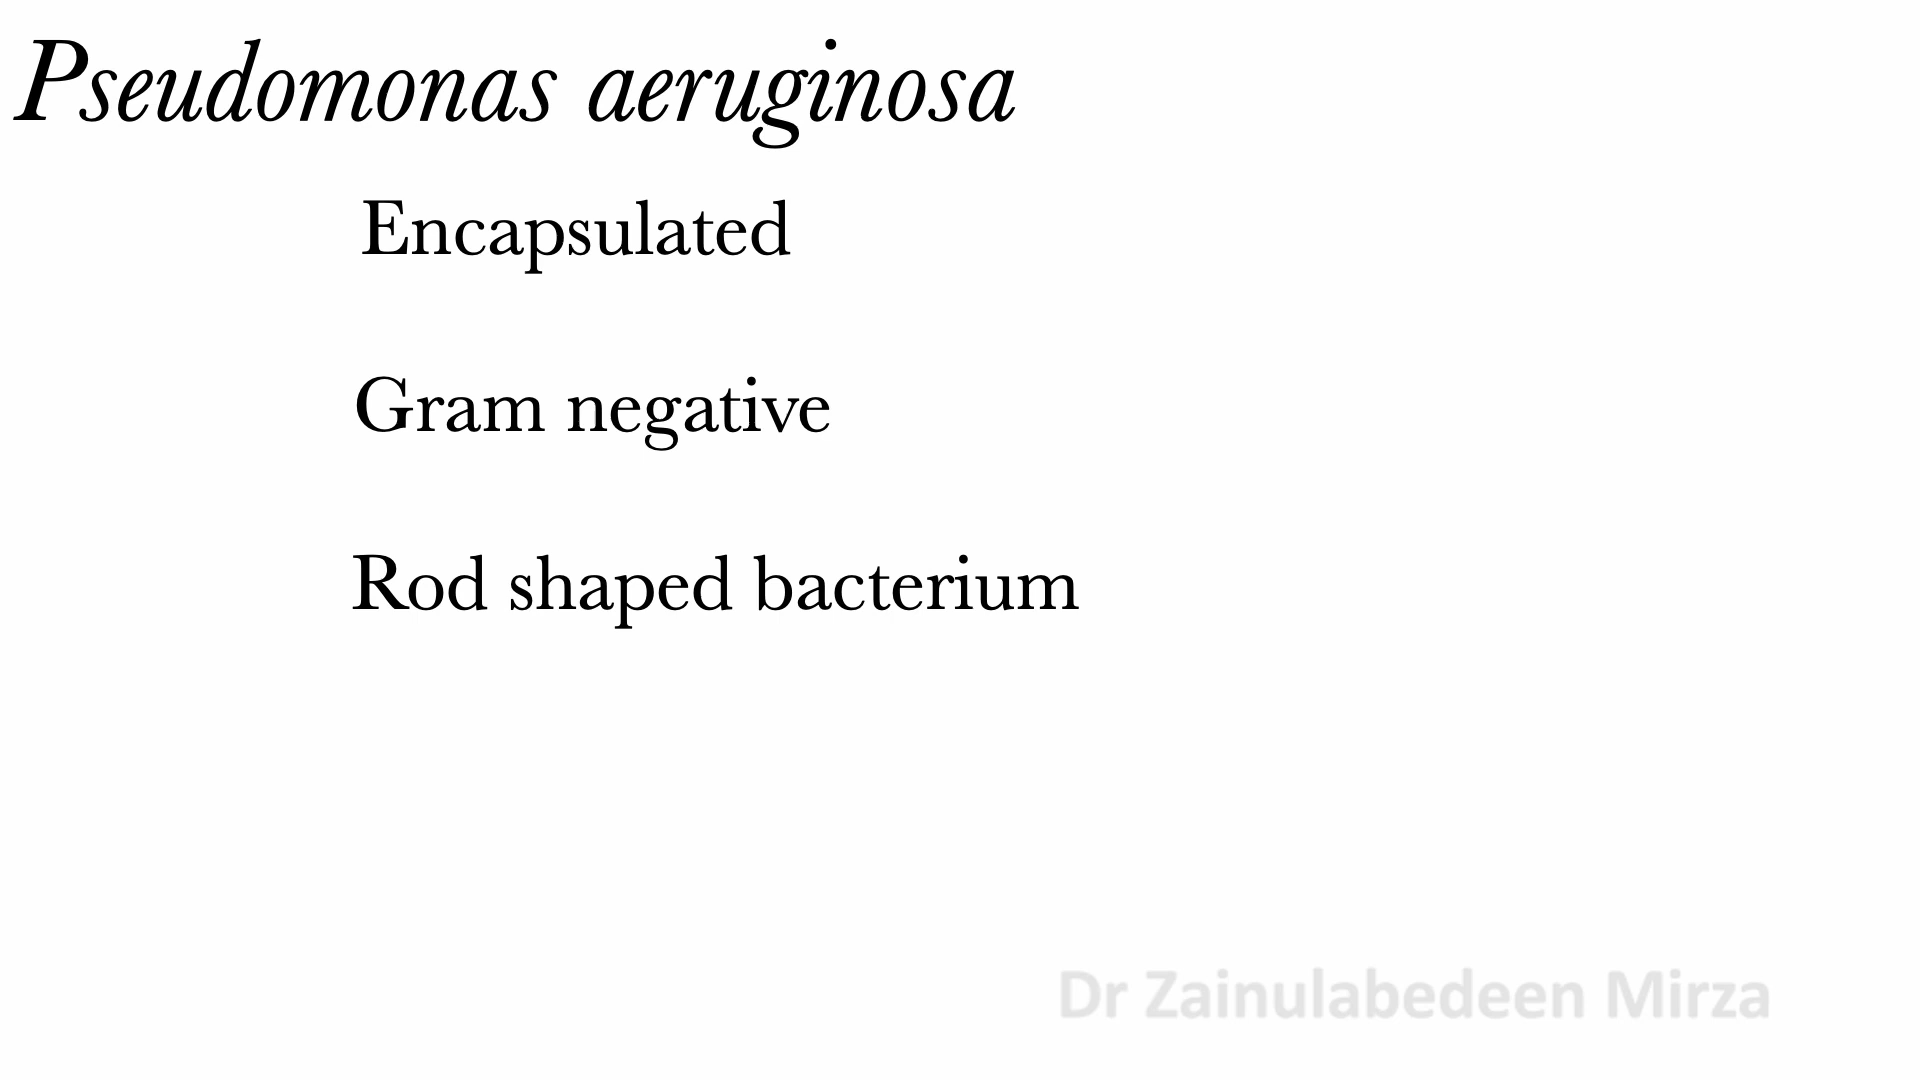 Pseudomonas aeruginosa
Encapsulated
Gram negative
Rod shaped bacterium
Dr Zainulabedeen Mirza